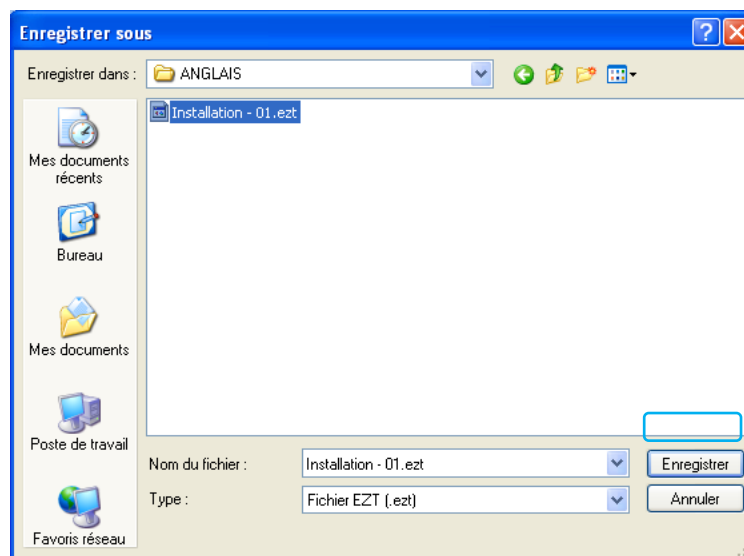 Enregistrer sous
Enregistrer dans :
ANGLAIS
Installation - 01.ezt
Mes documents
récents
Bureau
Mes documents
Poste de travail
Favoris réseau
Nom du fichier :
Installation - 01.ezt
Enregistrer
Type :
Fichier EZT (.ezt)
Annuler